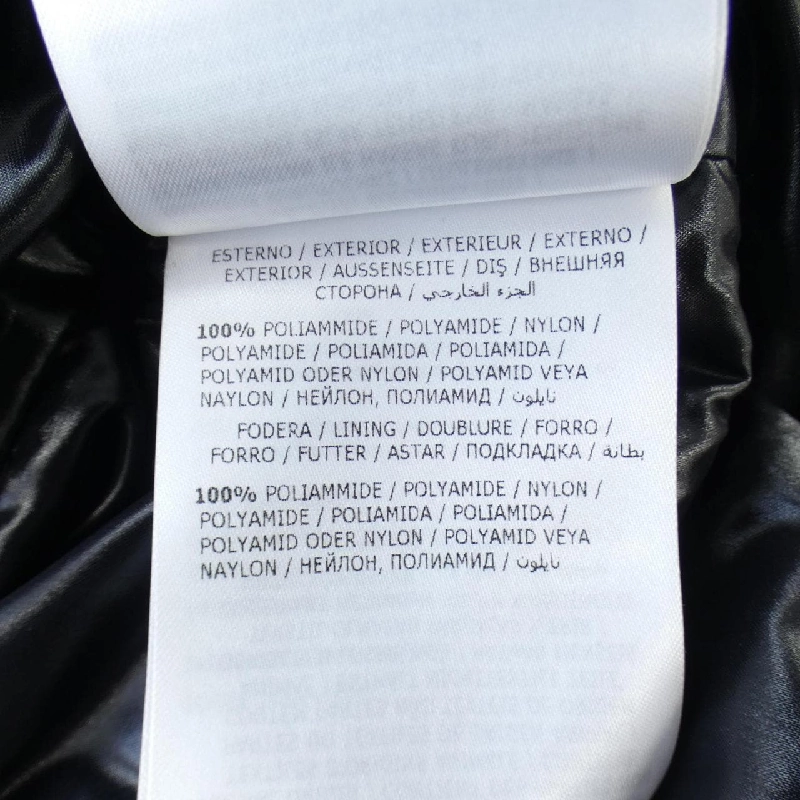 ESTERNO / EXTERIOR / EXTERIEUR / EXTERNO /
EXTERIOR / AUSSENSEITE / DIŞ / ВНЕШНЯЯ
СТОРОНА / الجزء الخارجي
100% POLIAMMIDE / POLYAMIDE / NYLON /
POLYAMIDE / POLIAMIDA / POLIAMIDA /
POLYAMID ODER NYLON / POLYAMID VEYA
NAYLON / НЕЙЛОН, ПОЛИАМИД / نايلون
FODERA / LINING / DOUBLURE / FORRO /
FORRO / FUTTER / ASTAR / ПОДКЛАДКА / بطانة
100% POLIAMMIDE / POLYAMIDE / NYLON /
POLYAMIDE / POLIAMIDA / POLIAMIDA /
POLYAMID ODER NYLON / POLYAMID VEYA
NAYLON / НЕЙЛОН, ПОЛИАМИД / نايلون